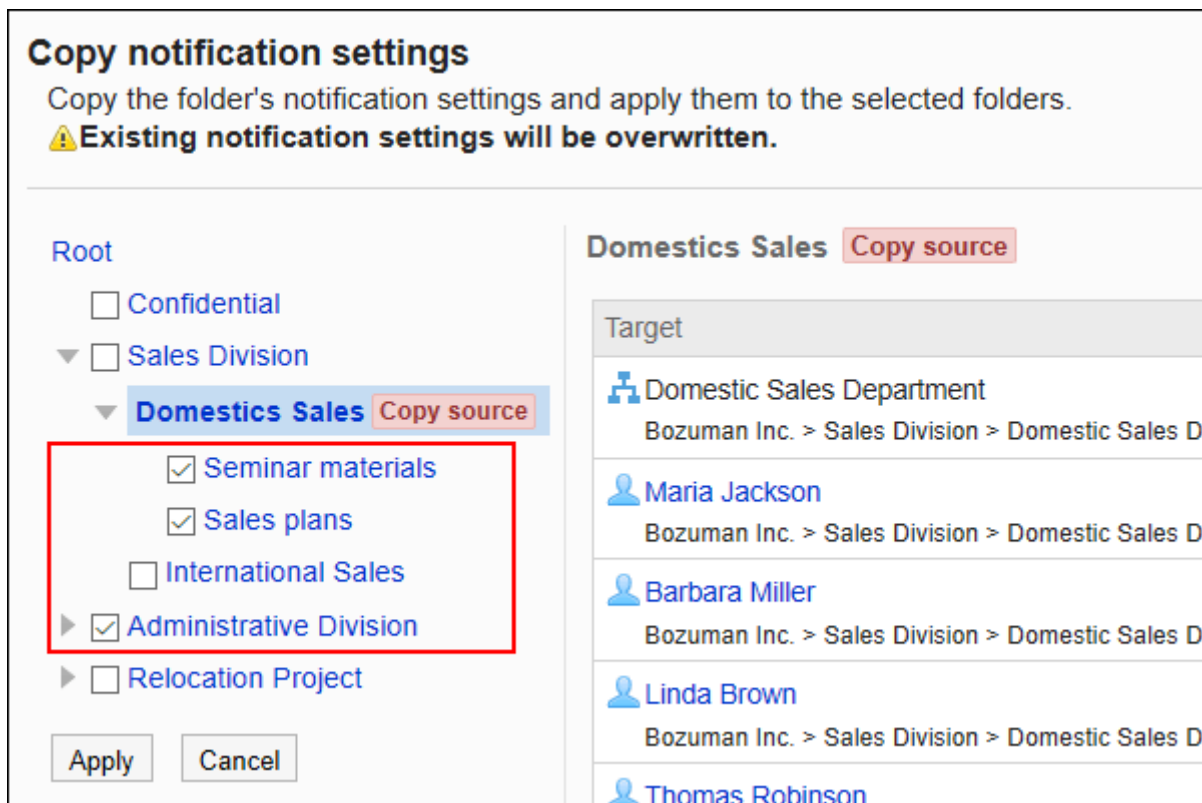 Copy notification settings
Copy the folder's notification settings and apply them to the selected folders.
Existing notification settings will be overwritten.
Root
Confidential
Sales Division
Domestics Sales Copy source
Seminar materials
Sales plans
International Sales
Administrative Division
Relocation Project
Apply Cancel
Domestics Sales Copy source
Target
Domestic Sales Department
Bozuman Inc. > Sales Division > Domestic Sales D
Maria Jackson
Bozuman Inc. > Sales Division > Domestic Sales D
Barbara Miller
Bozuman Inc. > Sales Division > Domestic Sales D
Linda Brown
Bozuman Inc. > Sales Division > Domestic Sales D
Thomas Robinson